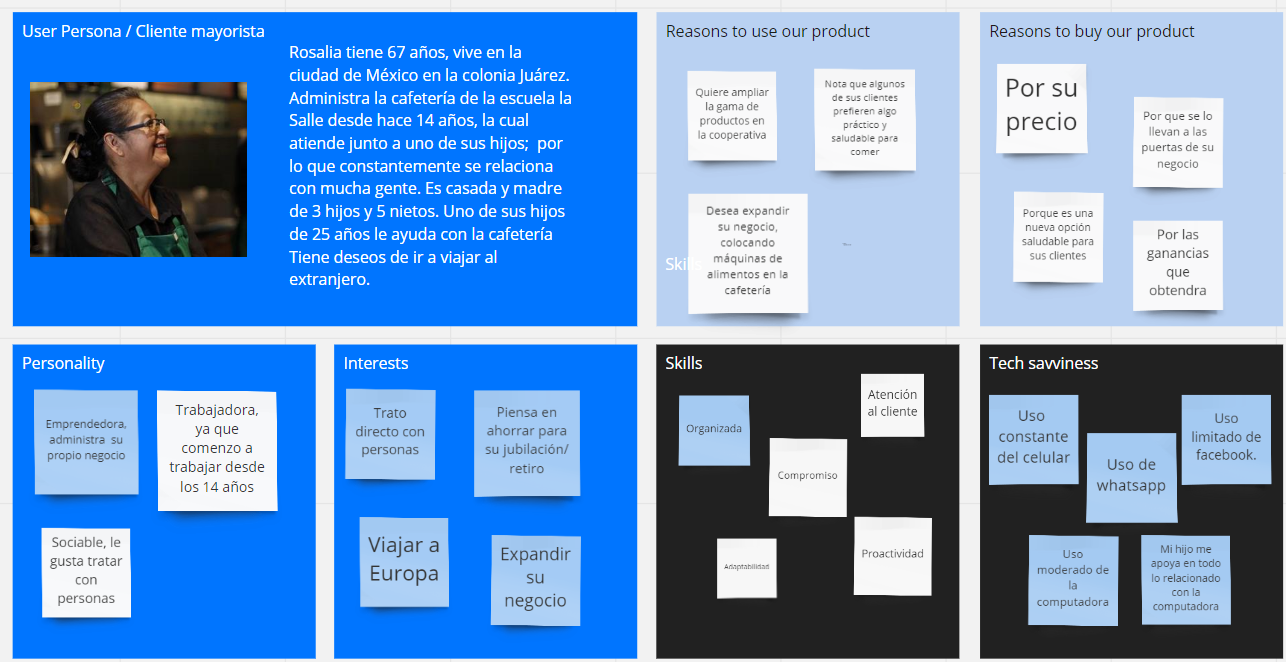 User Persona / Cliente mayorista
Rosalia tiene 67 años, vive en la
ciudad de México en la colonia Juárez.
Administra la cafetería de la escuela la
Salle desde hace 14 años, la cual
atiende junto a uno de sus hijos;  por
lo que constantemente se relaciona
con mucha gente. Es casada y madre
de 3 hijos y 5 nietos. Uno de sus hijos
de 25 años le ayuda con la cafetería
Tiene deseos de ir a viajar al
extranjero.
Reasons to use our product
Quiere ampliar
la gama de
productos en
la cooperativa
Nota que algunos
de sus clientes
prefieren algo
práctico y
saludable para
comer
Desea expandir
su negocio,
colocando
máquinas de
alimentos en la
cafetería
Skills
Reasons to buy our product
Por su
precio
Por que se lo
llevan a las
puertas de su
negocio
Porque es una
nueva opción
saludable para
sus clientes
Por las
ganancias
que
obtendra
Personality
Emprendedora,
administra  su
propio negocio
Trabajadora,
ya que
comenzo a
trabajar desde
los 14 años
Sociable, le
gusta tratar
con
personas
Interests
Trato
directo con
personas
Piensa en
ahorrar para
su jubilación/
retiro
Viajar a
Europa
Expandir
su
negocio
Skills
Organizada
Atención
al cliente
Compromiso
Adaptabilidad
Proactividad
Tech savviness
Uso
constante
del celular
Uso de
whatsapp
Uso
limitado de
facebook.
Uso
moderado de
la
computadora
Mi hijo me
apoya en todo
lo relacionado
con la
computadora